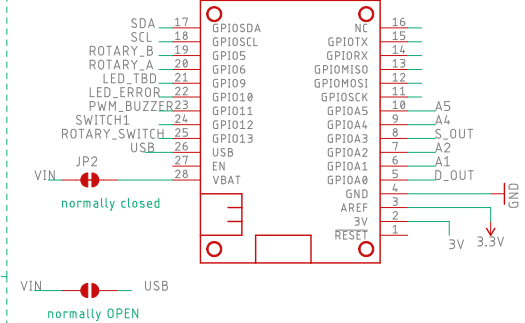 SDA 17 GPIOSDA NC 16
SCL 18 GPIOSCL GPIOTX 15
ROTARY_B 19 GPIO5 GPIORX 14
ROTARY_A 20 GPIO6 GPIOMISO 13
LED_TBD 21 GPIO9 GPIOMOSI 12
LED_ERROR 22 GPIO10 GPIOSCK 11
PWM_BUZZER 23 GPIO11 GPIOA5 10 A5
SWITCH1 24 GPIO12 GPIOA4 9 A4
ROTARY_SWITCH 25 GPIO13 GPIOA3 8 S_OUT
USB 26 USB GPIOA2 7 A2
JP2 27 EN GPIOA1 6 A1
VIN 28 VBAT GPIOA0 5 D_OUT
GND 4 GND
normally closed AREF 3
3V 2
RESET 1 3V 3.3V
VIN USB
normally OPEN